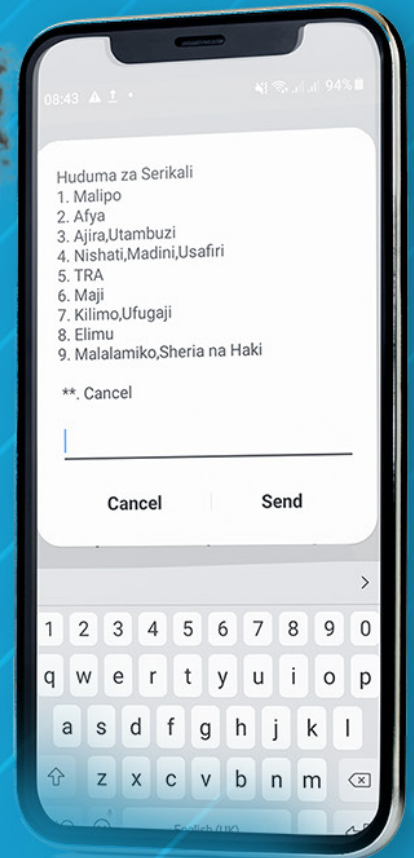 08:43
94%
Huduma za Serikali
1. Malipo
2. Afya
3. Ajira,Utambuzi
4. Nishati,Madini,Usafiri
5. TRA
6. Maji
7. Kilimo,Ufugaji
8. Elimu
9. Malalamiko,Sheria na Haki
**. Cancel
Cancel Send
1 2 3 4 5 6 7 8 9 0
q w e r t y u i o p
a s d f g h j k l
z x c v b n m
English (UK)